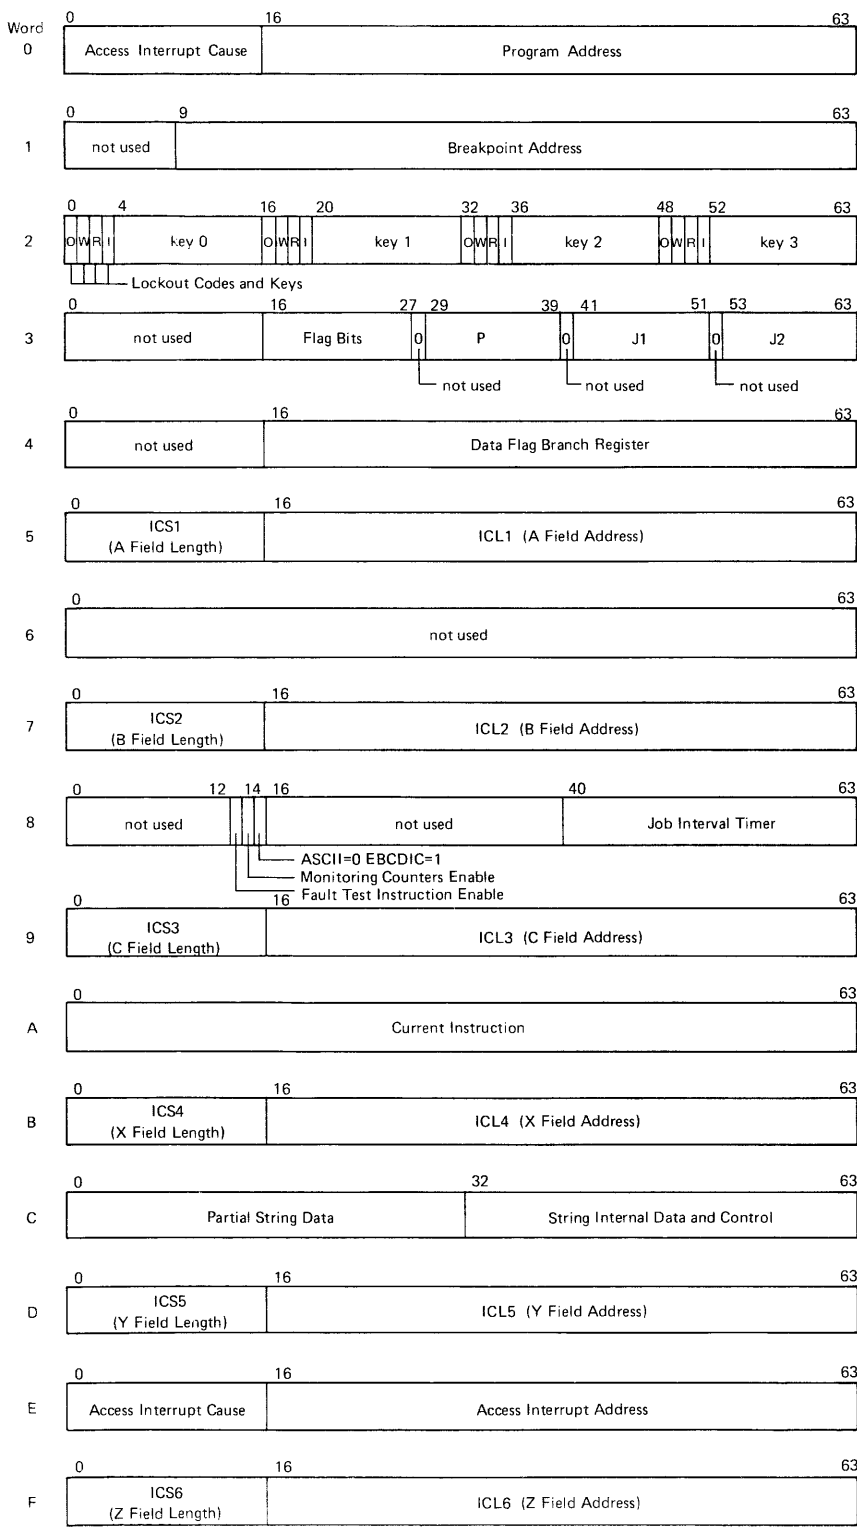 Word
0 16 63
0 Access Interrupt Cause Program Address
0 9 63
1 not used Breakpoint Address
0 4 16 20 32 36 48 52 63
2 O W R I key 0 O W R I key 1 O W R I key 2 O W R I key 3
Lockout Codes and Keys
0 16 27 29 39 41 51 53 63
3 not used Flag Bits 0 P 0 J1 0 J2
not used not used not used
0 16 63
4 not used Data Flag Branch Register
0 16 63
5 ICS1 (A Field Length) ICL1 (A Field Address)
0 63
6 not used
0 16 63
7 ICS2 (B Field Length) ICL2 (B Field Address)
0 12 14 16 40 63
8 not used not used Job Interval Timer
ASCII=0 EBCDIC=1
Monitoring Counters Enable
Fault Test Instruction Enable
0 16 63
9 ICS3 (C Field Length) ICL3 (C Field Address)
0 63
A Current Instruction
0 16 63
B ICS4 (X Field Length) ICL4 (X Field Address)
0 32 63
C Partial String Data String Internal Data and Control
0 16 63
D ICS5 (Y Field Length) ICL5 (Y Field Address)
0 16 63
E Access Interrupt Cause Access Interrupt Address
0 16 63
F ICS6 (Z Field Length) ICL6 (Z Field Address)